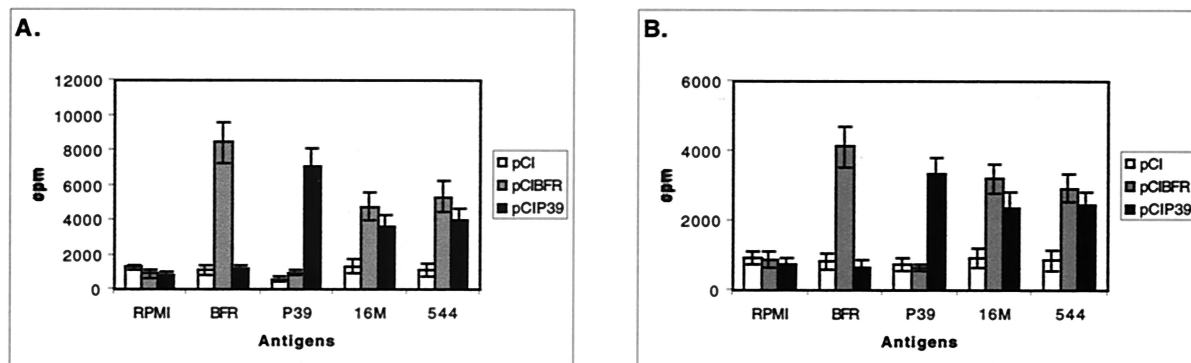 A.
12000
10000
8000
6000
4000
2000
0
cpm
RPMI BFR P39 16M 544
Antigens
pCI
pCIBFR
pCIP39
B.
6000
4000
2000
0
cpm
RPMI BFR P39 16M 544
Antigens
pCI
pCIBFR
pCIP39